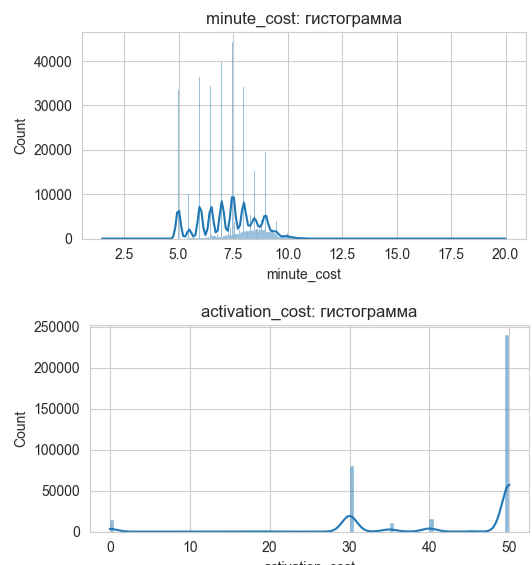 minute_cost: гистограмма
40000
30000
20000
10000
0
Count
2.5 5.0 7.5 10.0 12.5 15.0 17.5 20.0
minute_cost
activation_cost: гистограмма
250000
200000
150000
100000
50000
0
Count
0 10 20 30 40 50
activation_cost